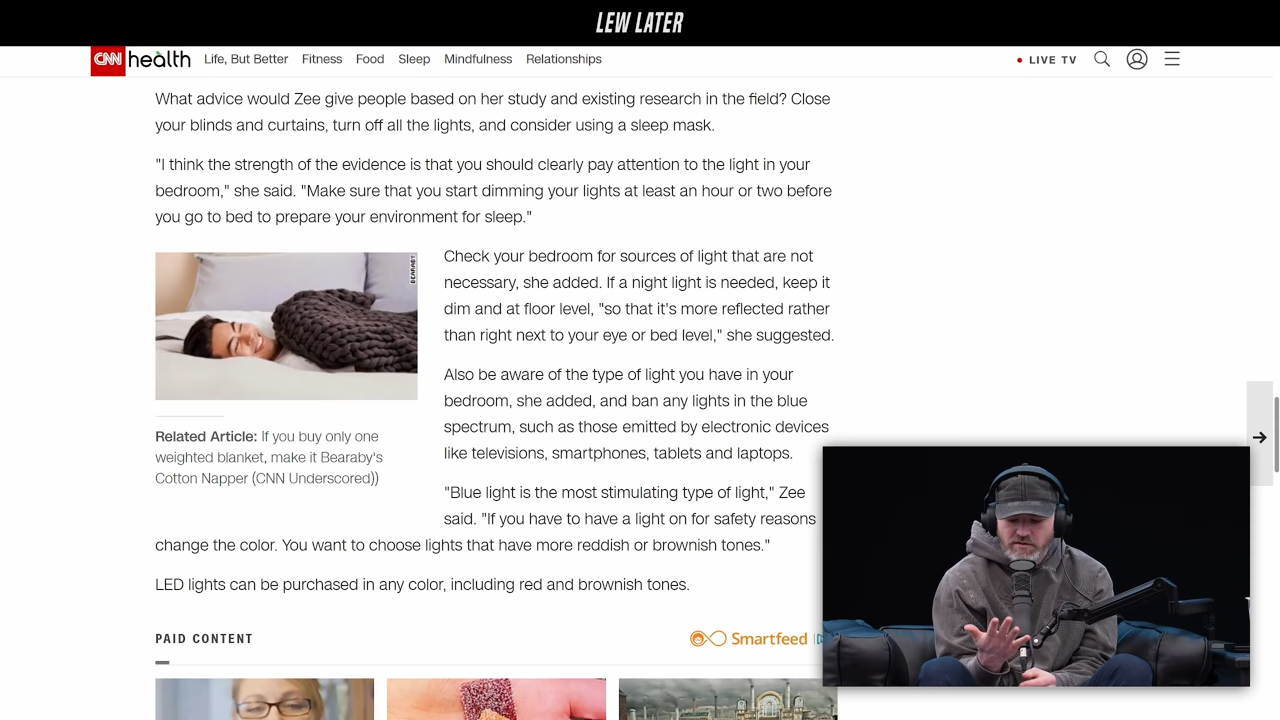 LEW LATER
CNN health Life, But Better Fitness Food Sleep Mindfulness Relationships LIVE TV
What advice would Zee give people based on her study and existing research in the field? Close
your blinds and curtains, turn off all the lights, and consider using a sleep mask.
"I think the strength of the evidence is that you should clearly pay attention to the light in your
bedroom," she said. "Make sure that you start dimming your lights at least an hour or two before
you go to bed to prepare your environment for sleep."
BEARABY
Related Article: If you buy only one
weighted blanket, make it Bearaby's
Cotton Napper (CNN Underscored))
Check your bedroom for sources of light that are not
necessary, she added. If a night light is needed, keep it
dim and at floor level, "so that it's more reflected rather
than right next to your eye or bed level," she suggested.
Also be aware of the type of light you have in your
bedroom, she added, and ban any lights in the blue
spectrum, such as those emitted by electronic devices
like televisions, smartphones, tablets and laptops.
"Blue light is the most stimulating type of light," Zee
said. "If you have to have a light on for safety reasons
change the color. You want to choose lights that have more reddish or brownish tones."
LED lights can be purchased in any color, including red and brownish tones.
PAID CONTENT
Smartfeed